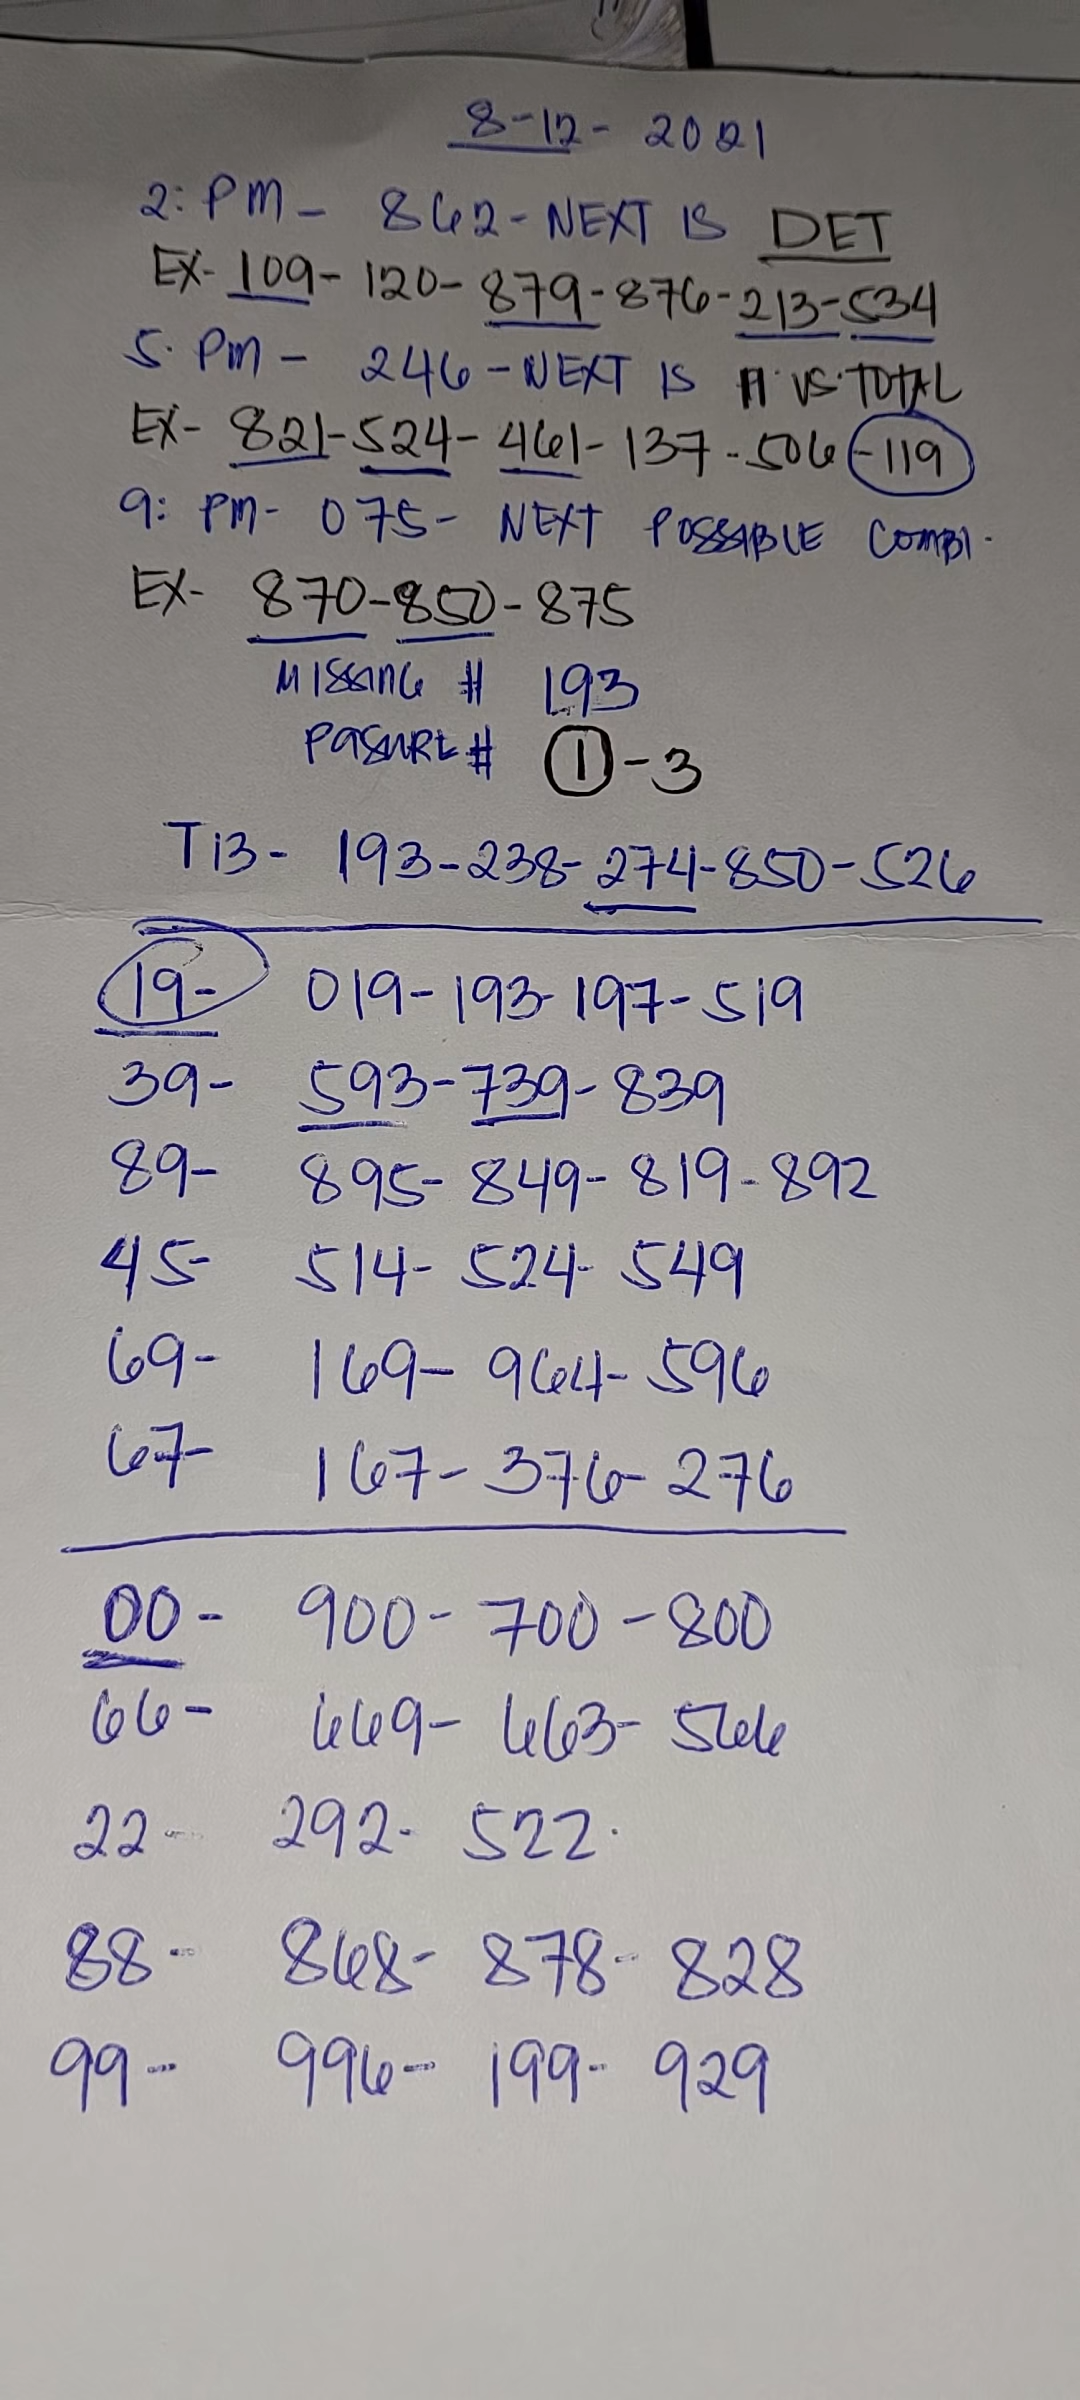 8-12-2021
2: PM- 862-NEXT IS DET
EX- 109-120-879-876-213-534
5. PM- 246-NEXT IS # VS. TOTAL
EX- 821-524-461-137-506-119
9: PM- 075- NEXT POSSABLE COMBI.
EX- 870-850-875
MISSING # 193
PASURE # 1-3
T13- 193-238-274-850-526
19- 019-193-197-519
39- 593-739-839
89- 895-849-819-892
45- 514-524-549
69- 169-964-596
67- 167-376-276
00- 900-700-800
66- 669-663-566
22- 292-522.
88- 868-878-828
99- 996-199-929